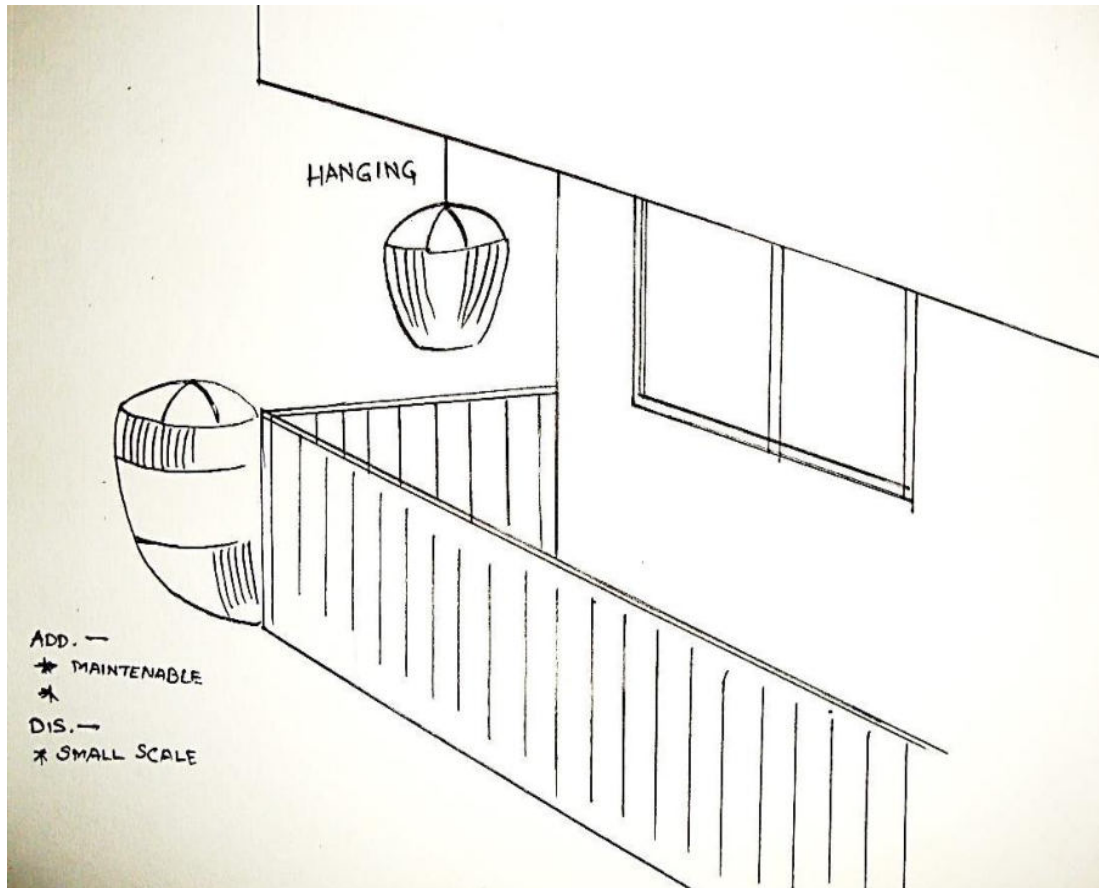 HANGING
ADD. —
* MAINTENABLE
*
DIS. —
* SMALL SCALE